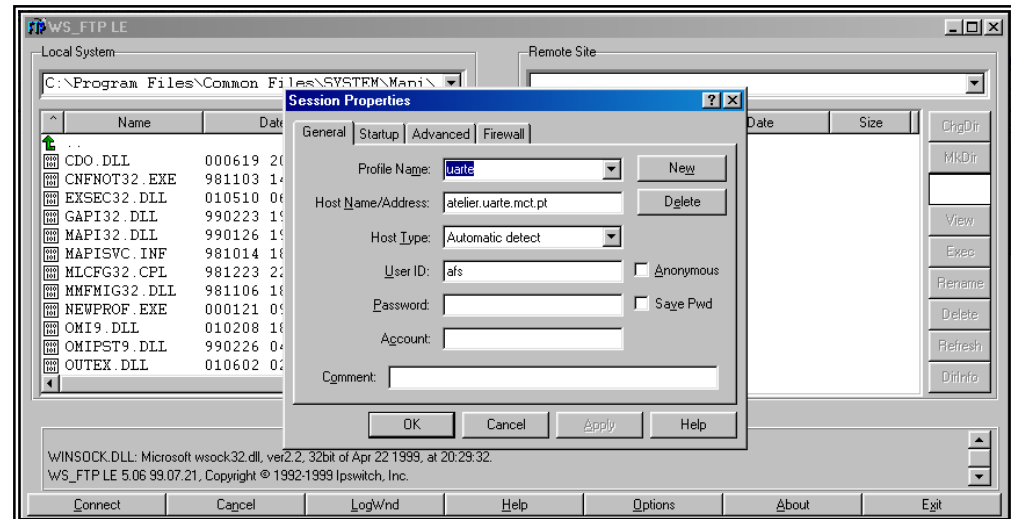 WS_FTP LE
Local System
Remote Site
C:\Program Files\Common Files\SYSTEM\Mapi\
Session Properties
Name
Date
Date
Size
ChgDir
General
Startup
Advanced
Firewall
..
CDO.DLL 000619 20
MkDir
Profile Name: uarte
New
CNFNOT32.EXE 981103 14
EXSEC32.DLL 010510 06
Host Name/Address: atelier.uarte.mct.pt
Delete
GAPI32.DLL 990223 19
View
MAPI32.DLL 990126 19
Host Type: Automatic detect
MAPISVC.INF 981014 18
Exec
MLCFG32.CPL 981223 22
User ID: afs
Anonymous
MMFMIG32.DLL 981106 18
Rename
NEWPROF.EXE 000121 09
Password:
Save Pwd
Delete
OMI9.DLL 010208 18
Account:
OMIPST9.DLL 990226 04
Refresh
OUTEX.DLL 010602 02
Comment:
DirInfo
OK
Cancel
Apply
Help
WINSOCK.DLL: Microsoft wsock32.dll, ver2.2, 32bit of Apr 22 1999, at 20:29:32.
WS_FTP LE 5.06 99.07.21, Copyright © 1992-1999 Ipswitch, Inc.
Connect
Cancel
LogWnd
Help
Options
About
Exit